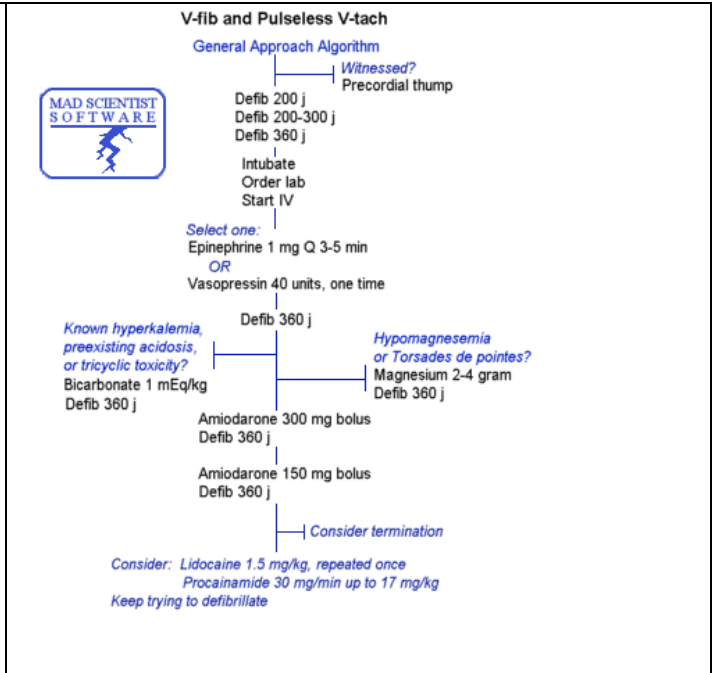 V-fib and Pulseless V-tach
General Approach Algorithm
Witnessed?
Precordial thump
MAD SCIENTIST
SOFTWARE
Defib 200 j
Defib 200-300 j
Defib 360 j
Intubate
Order lab
Start IV
Select one:
Epinephrine 1 mg Q 3-5 min
OR
Vasopressin 40 units, one time
Defib 360 j
Known hyperkalemia,
preexisting acidosis,
or tricyclic toxicity?
Bicarbonate 1 mEq/kg
Defib 360 j
Hypomagnesemia
or Torsades de pointes?
Magnesium 2-4 gram
Defib 360 j
Amiodarone 300 mg bolus
Defib 360 j
Amiodarone 150 mg bolus
Defib 360 j
Consider termination
Consider: Lidocaine 1.5 mg/kg, repeated once
Procainamide 30 mg/min up to 17 mg/kg
Keep trying to defibrillate